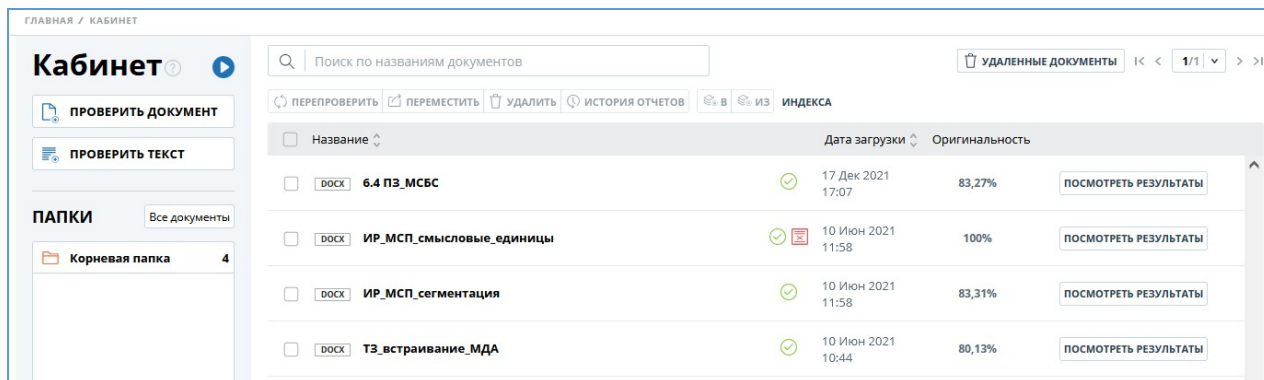 ГЛАВНАЯ / КАБИНЕТ
Кабинет ?
Поиск по названиям документов
УДАЛЕННЫЕ ДОКУМЕНТЫ |< < 1/1 > >|
ПРОВЕРИТЬ ДОКУМЕНТ
ПЕРЕПРОВЕРИТЬ ПЕРЕМЕСТИТЬ УДАЛИТЬ ИСТОРИЯ ОТЧЕТОВ В ИЗ ИНДЕКСА
ПРОВЕРИТЬ ТЕКСТ
Название Дата загрузки Оригинальность
DOCX 6.4 ПЗ_МСБС 17 Дек 2021 17:07 83,27% ПОСМОТРЕТЬ РЕЗУЛЬТАТЫ
ПАПКИ Все документы
DOCX ИР_МСП_смысловые_единицы 10 Июн 2021 11:58 100% ПОСМОТРЕТЬ РЕЗУЛЬТАТЫ
Корневая папка 4
DOCX ИР_МСП_сегментация 10 Июн 2021 11:58 83,31% ПОСМОТРЕТЬ РЕЗУЛЬТАТЫ
DOCX ТЗ_встраивание_МДА 10 Июн 2021 10:44 80,13% ПОСМОТРЕТЬ РЕЗУЛЬТАТЫ